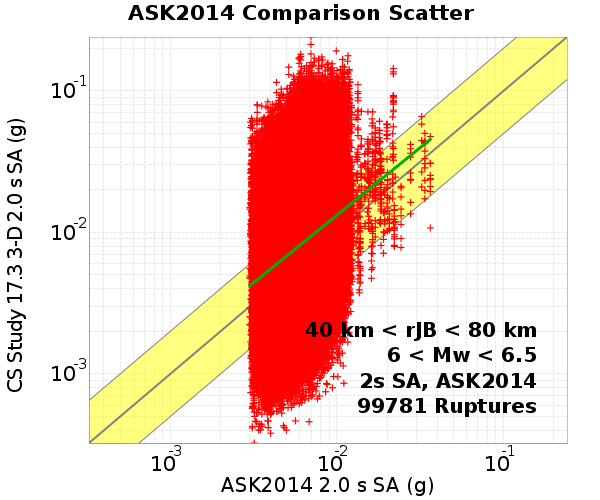 ASK2014 Comparison Scatter
CS Study 17.3 3-D 2.0 s SA (g)
10-1
10-2
10-3
40 km < rJB < 80 km
6 < Mw < 6.5
2s SA, ASK2014
99781 Ruptures
10-3 10-2 10-1
ASK2014 2.0 s SA (g)